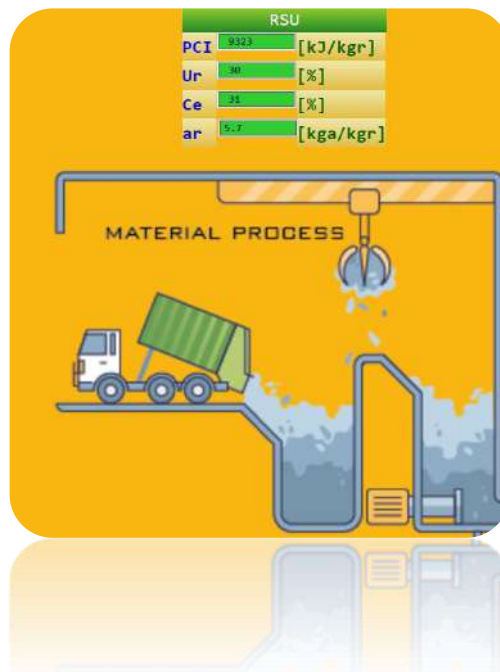 RSU
PCI 9323 [kJ/kgr]
Ur 30 [%]
Ce 31 [%]
ar 5.7 [kga/kgr]
MATERIAL PROCESS